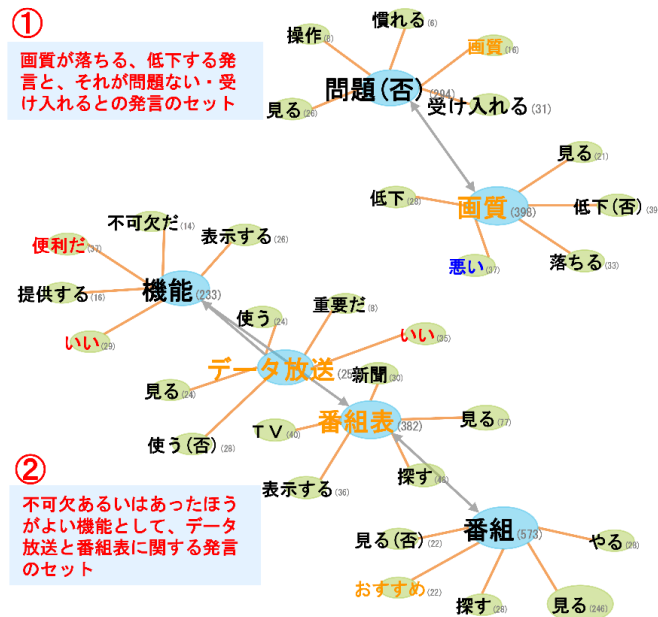 ①
画質が落ちる、低下する発
言と、それが問題ない・受
け入れるとの発言のセット
操作(8)
慣れる(6)
画質(16)
問題(否)(294)
見る(26)
受け入れる(31)
見る(21)
低下(28)
画質(398)
低下(否)(39
悪い(37)
落ちる(33)
不可欠だ(14)
便利だ(37)
表示する(26)
提供する(16)
機能(233)
いい(29)
使う(24)
重要だ(8)
いい(35)
データ放送(25
見る(24)
新聞(30)
使う(否)(28)
TV(40)
番組表(382)
見る(77)
表示する(36)
探す(48)
②
不可欠あるいはあったほう
がよい機能として、データ
放送と番組表に関する発言
のセット
番組(573)
見る(否)(22)
やる(28)
おすすめ(22)
探す(28)
見る(246)